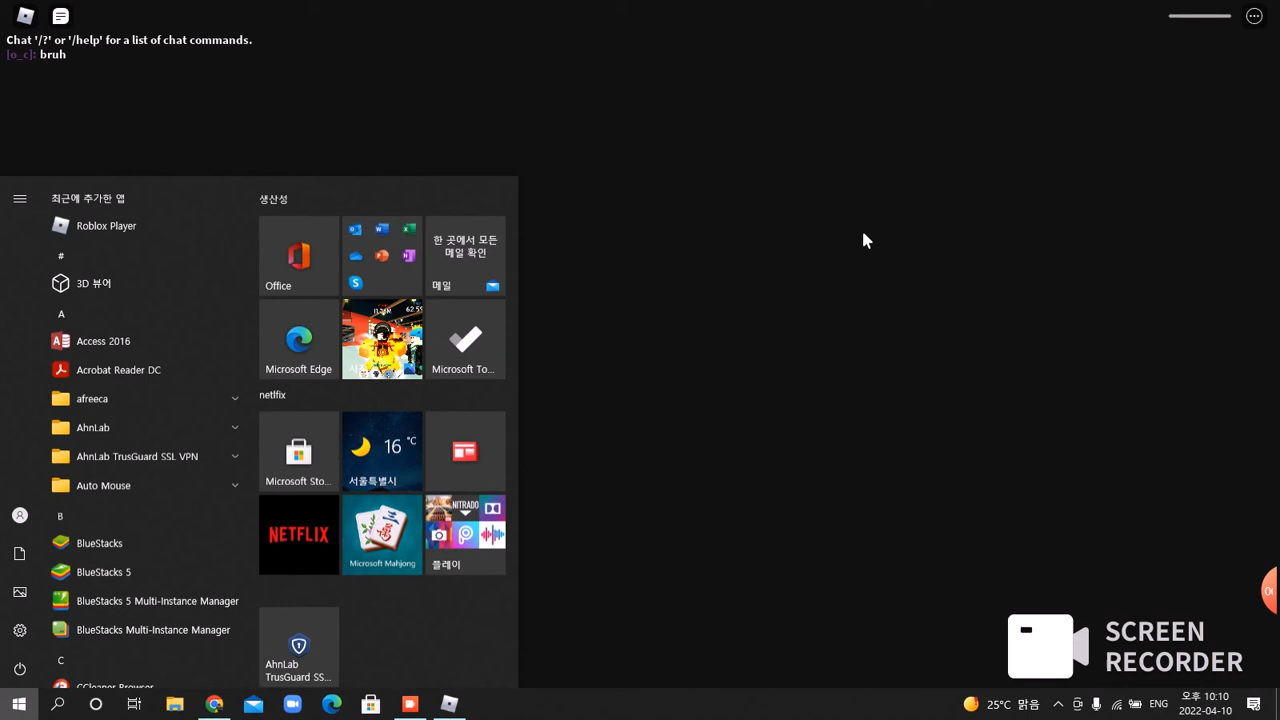 Chat '/?' or '/help' for a list of chat commands.
[o_c]: bruh
최근에 추가한 앱
Roblox Player
#
3D 뷰어
A
Access 2016
Acrobat Reader DC
afreeca
AhnLab
AhnLab TrusGuard SSL VPN
Auto Mouse
B
BlueStacks
BlueStacks 5
BlueStacks 5 Multi-Instance Manager
BlueStacks Multi-Instance Manager
C
CCleaner Browser
생산성
Office
한 곳에서 모든
메일 확인
메일
Microsoft Edge
Microsoft To...
netlfix
Microsoft Sto...
16 °C
서울특별시
NETFLIX
Microsoft Mahjong
NITRADO
플레이
AhnLab
TrusGuard SS...
SCREEN
RECORDER
25°C 맑음
ENG
오후 10:10
2022-04-10